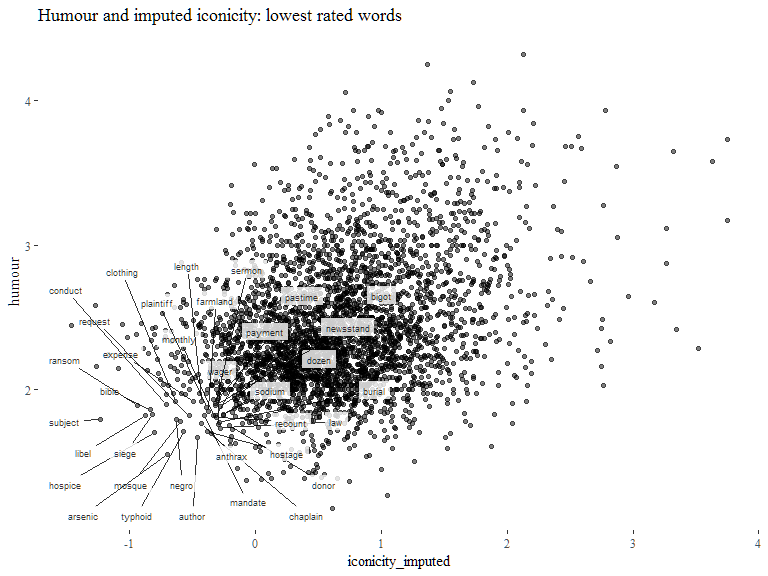 Humour and imputed iconicity: lowest rated words
4
3
2
humour
clothing
length
sermon
conduct
plaintiff
farmland
pastime
bigot
request
payment
newsstand
monthly
expense
ransom
wager
dozen
bible
sodium
burial
subject
recount
law
libel
siege
anthrax
hostage
hospice
mosque
negro
donor
mandate
arsenic
typhoid
author
chaplain
-1
0
1
2
3
4
iconicity_imputed